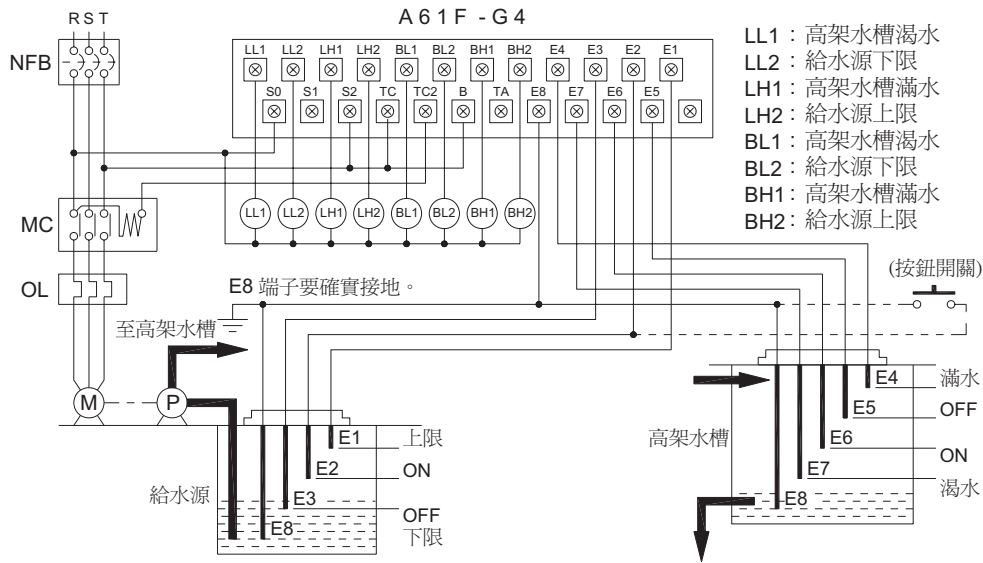 A61F-G4
R S T
NFB
LL1 LL2 LH1 LH2 BL1 BL2 BH1 BH2 E4 E3 E2 E1
S0 S1 S2 TC TC2 B TA E8 E7 E6 E5
LL1：高架水槽渴水
LL2：給水源下限
LH1：高架水槽滿水
LH2：給水源上限
BL1：高架水槽渴水
BL2：給水源下限
BH1：高架水槽滿水
BH2：給水源上限
MC
LL1 LL2 LH1 LH2 BL1 BL2 BH1 BH2
OL
E8 端子要確實接地。
(按鈕開關)
至高架水槽
M
P
E1 上限
E2 ON
E3 OFF
E8 下限
給水源
高架水槽
E4 滿水
E5 OFF
E6 ON
E7 渴水
E8